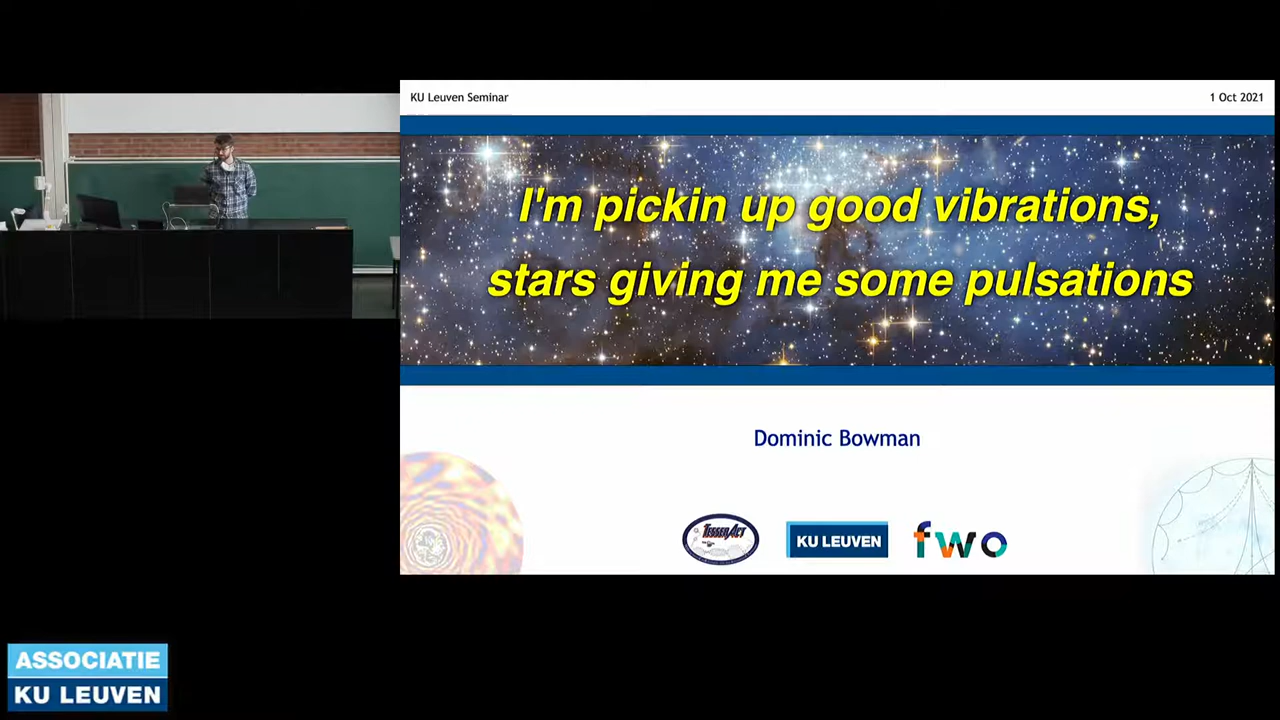 KU Leuven Seminar
1 Oct 2021
I'm pickin up good vibrations,
stars giving me some pulsations
Dominic Bowman
TESSERACT
KU LEUVEN
fwo
ASSOCIATIE
KU LEUVEN